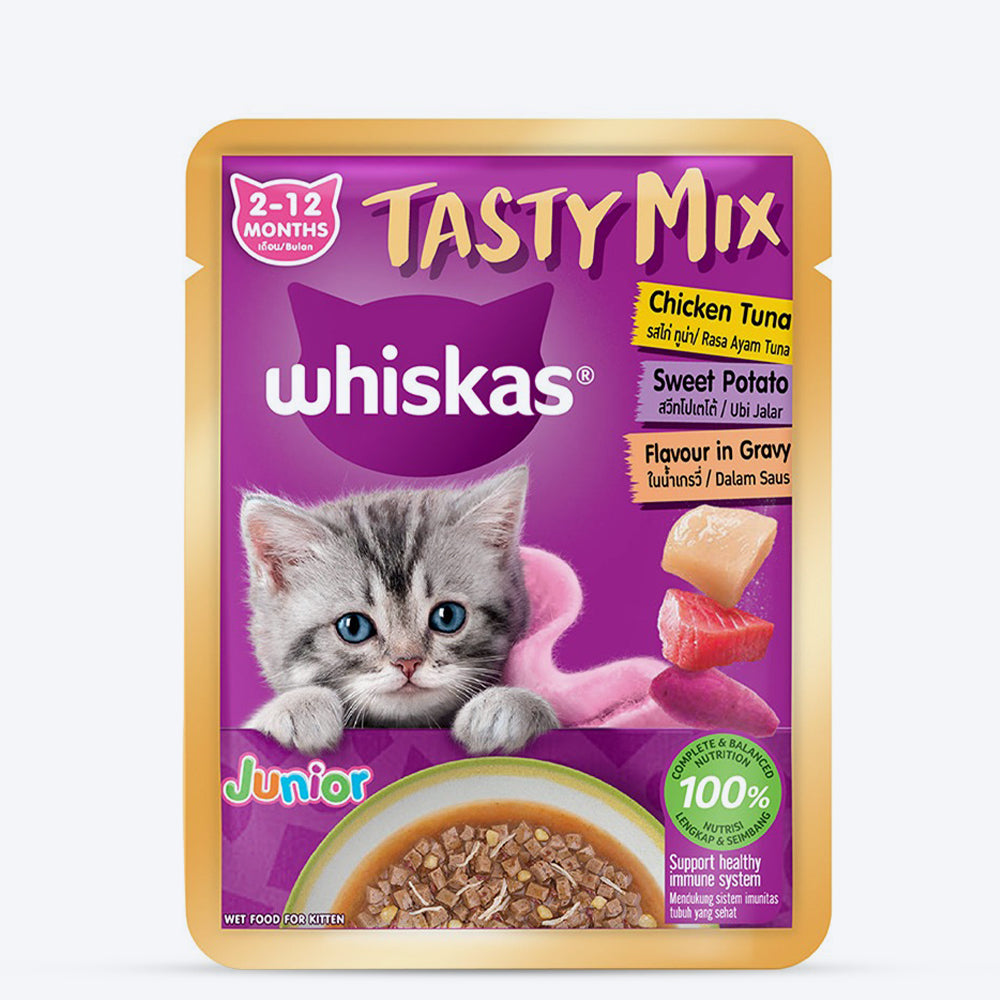 2-12
MONTHS
เดือน/Bulan
TASTY MIX
whiskas®
Chicken Tuna
รสไก่ ทูน่า/ Rasa Ayam Tuna
Sweet Potato
สวีทโปเตโต้ / Ubi Jalar
Flavour in Gravy
ในน้ำเกรวี่ / Dalam Saus
Junior
COMPLETE & BALANCED
NUTRITION
100%
NUTRISI
LENGKAP & SEIMBANG
Support healthy
immune system
Mendukung sistem imunitas
tubuh yang sehat
WET FOOD FOR KITTEN